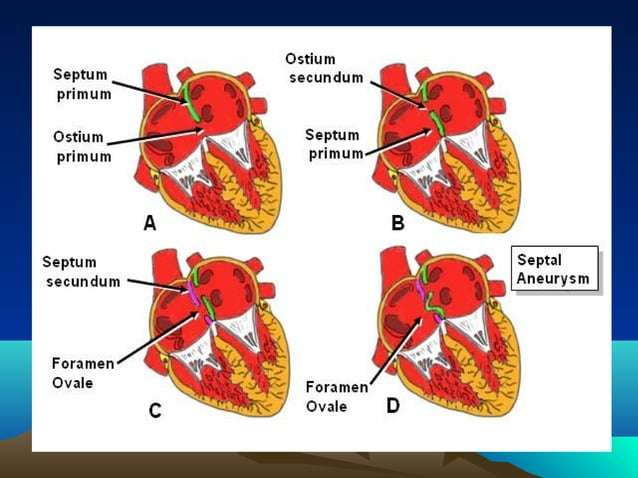 Septum
primum
Ostium
primum
A
Ostium
secundum
Septum
primum
B
Septum
secundum
Foramen
Ovale
C
Septal
Aneurysm
Foramen
Ovale
D